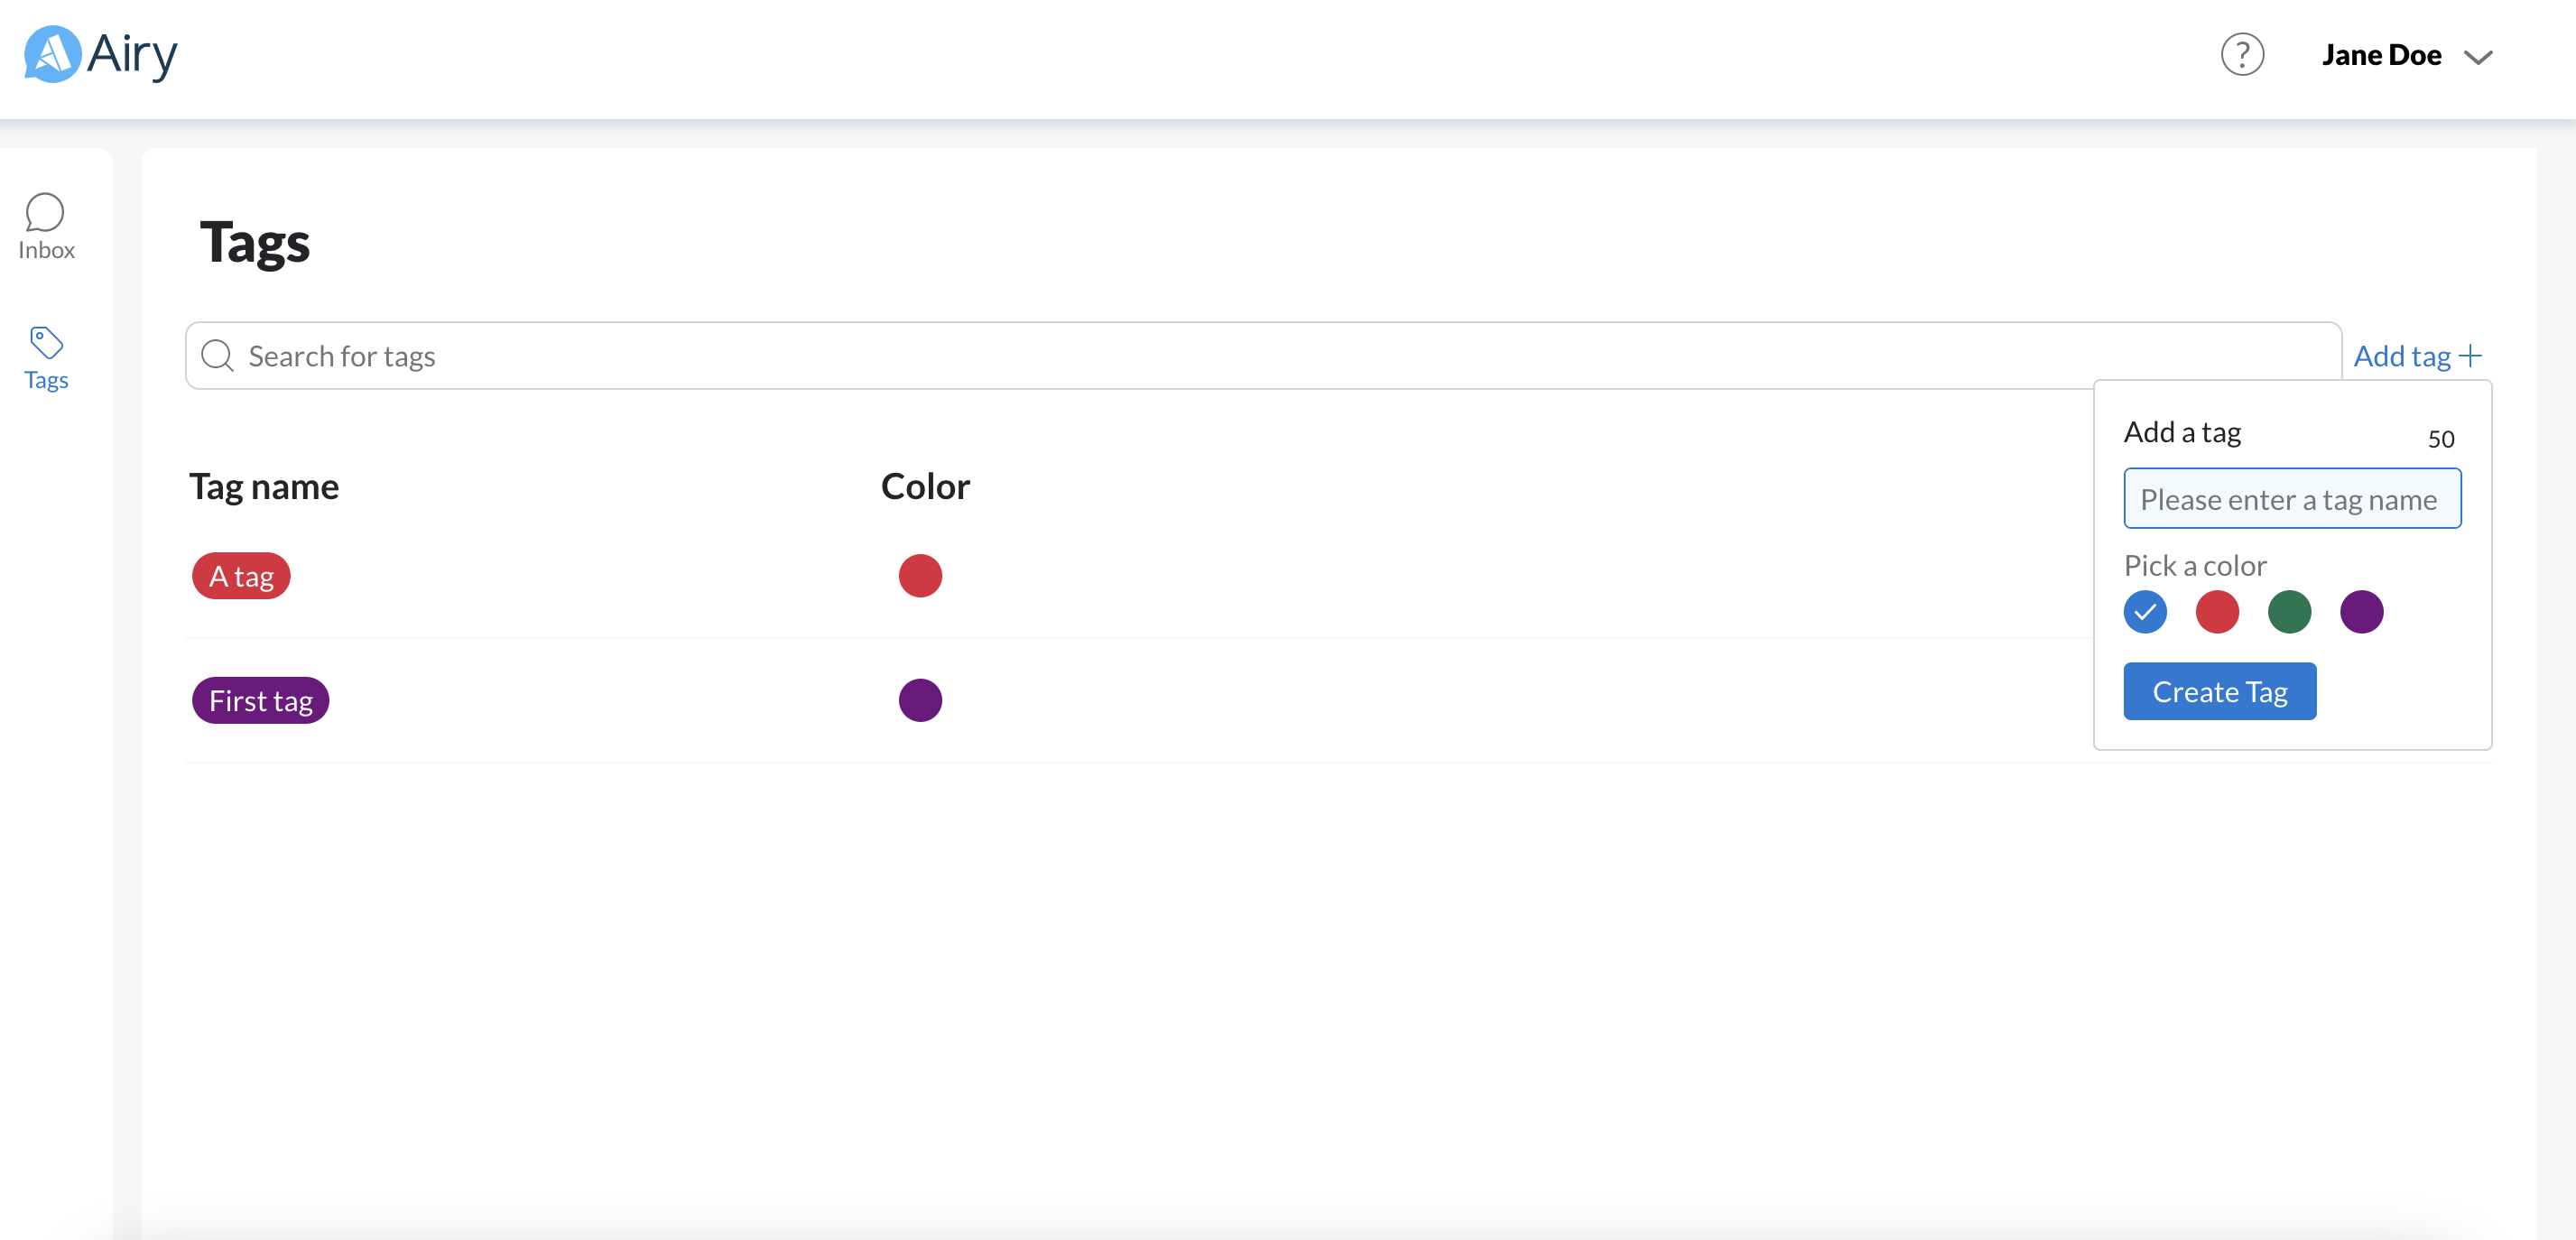 Airy
? Jane Doe
Inbox
Tags
Tags
Search for tags
Add tag
Tag name
Color
A tag
First tag
Add a tag
50
Please enter a tag name
Pick a color
Create Tag